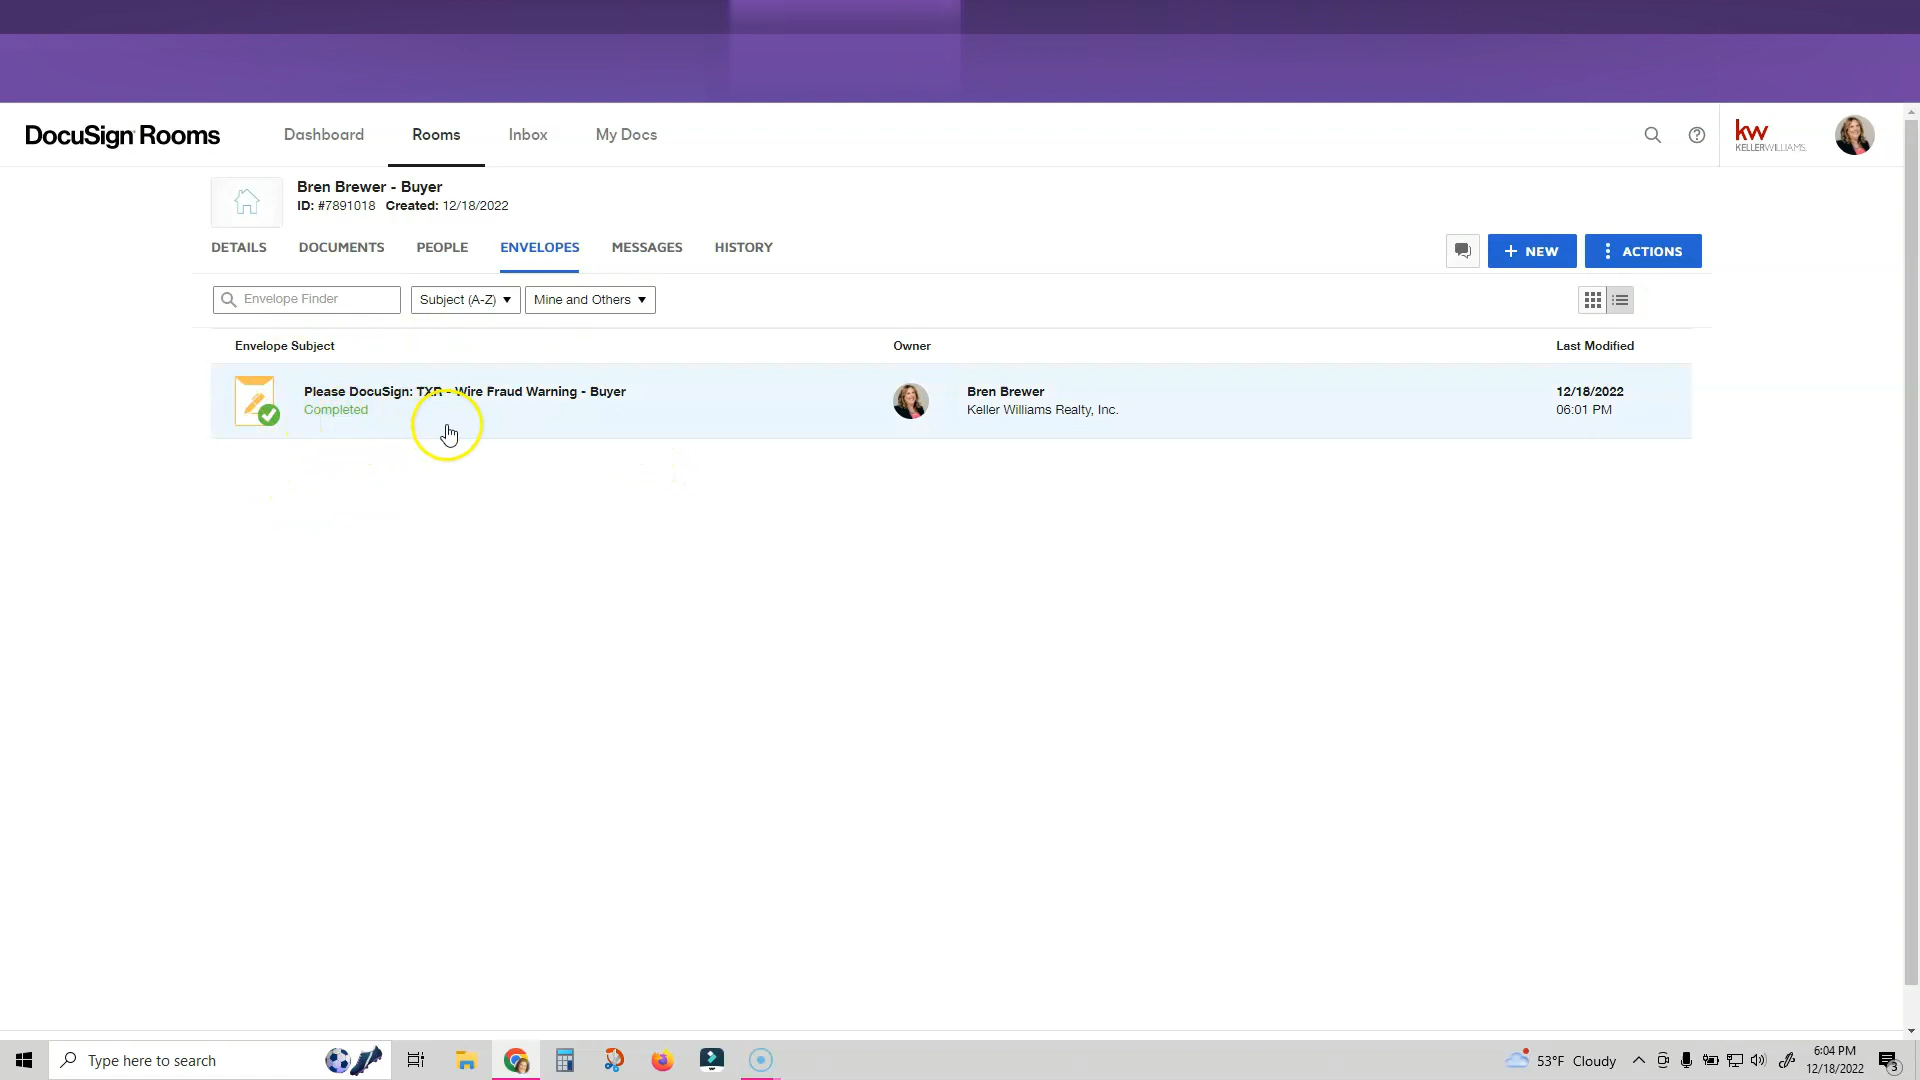 DocuSign Rooms
Dashboard
Rooms
Inbox
My Docs
kw
KELLERWILLIAMS.
Bren Brewer - Buyer
ID: #7891018 Created: 12/18/2022
DETAILS
DOCUMENTS
PEOPLE
ENVELOPES
MESSAGES
HISTORY
+ NEW
ACTIONS
Envelope Finder
Subject (A-Z)
Mine and Others
Envelope Subject
Owner
Last Modified
Please DocuSign: TXR - Wire Fraud Warning - Buyer
Completed
Bren Brewer
Keller Williams Realty, Inc.
12/18/2022
06:01 PM
Type here to search
53°F Cloudy
6:04 PM
12/18/2022
3